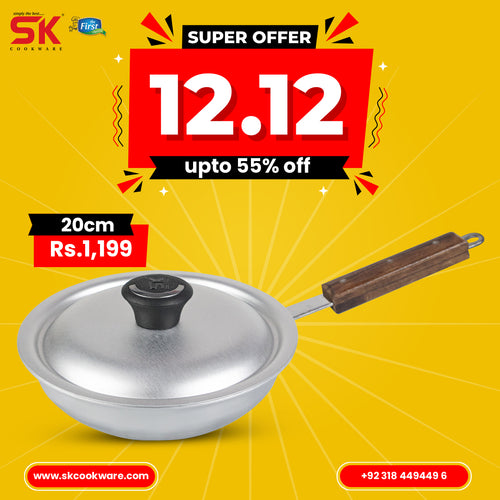 simply the best....
SK®
COOKWARE
the First
SUPER OFFER
12.12
upto 55% off
20cm
Rs.1,199
www.skcookware.com
+92 318 449449 6